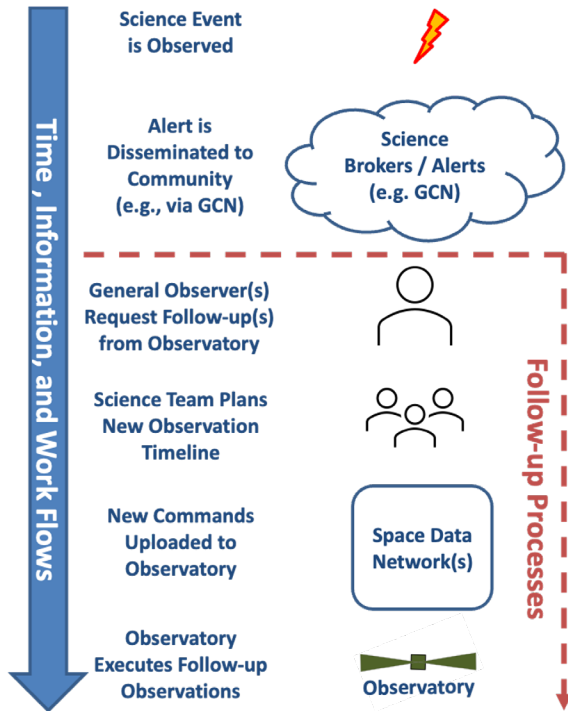 Science Event
is Observed
Alert is
Disseminated to
Community
(e.g., via GCN)
Science
Brokers / Alerts
(e.g. GCN)
General Observer(s)
Request Follow-up(s)
from Observatory
Science Team Plans
New Observation
Timeline
New Commands
Uploaded to
Observatory
Space Data
Network(s)
Observatory
Executes Follow-up
Observations
Observatory
Time , Information, and Work Flows
Follow-up Processes